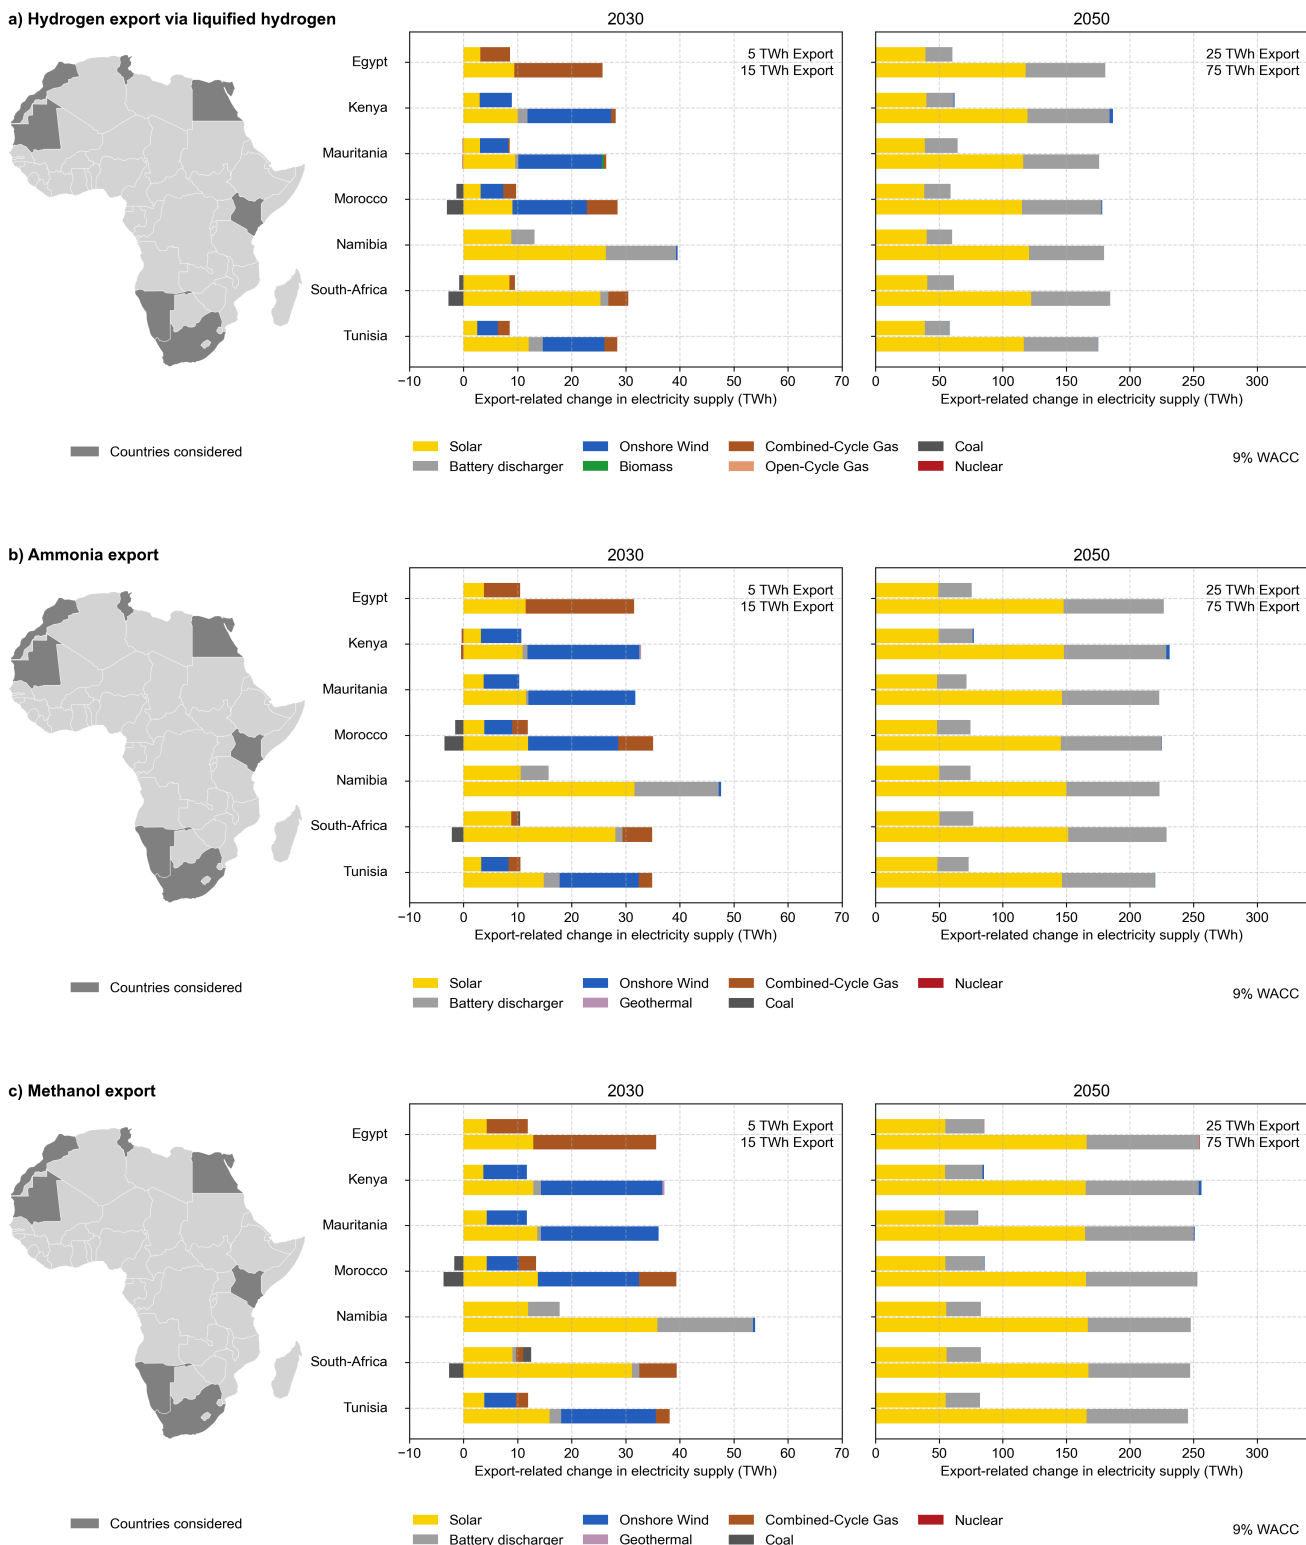 a) Hydrogen export via liquified hydrogen
2030
2050
Egypt
Kenya
Mauritania
Morocco
Namibia
South-Africa
Tunisia
5 TWh Export
15 TWh Export
25 TWh Export
75 TWh Export
−10 0 10 20 30 40 50 60 70
0 50 100 150 200 250 300
Export-related change in electricity supply (TWh)
Export-related change in electricity supply (TWh)
Countries considered
Solar
Onshore Wind
Combined-Cycle Gas
Coal
Battery discharger
Biomass
Open-Cycle Gas
Nuclear
9% WACC
b) Ammonia export
2030
2050
Egypt
Kenya
Mauritania
Morocco
Namibia
South-Africa
Tunisia
5 TWh Export
15 TWh Export
25 TWh Export
75 TWh Export
−10 0 10 20 30 40 50 60 70
0 50 100 150 200 250 300
Export-related change in electricity supply (TWh)
Export-related change in electricity supply (TWh)
Countries considered
Solar
Onshore Wind
Combined-Cycle Gas
Nuclear
Battery discharger
Geothermal
Coal
9% WACC
c) Methanol export
2030
2050
Egypt
Kenya
Mauritania
Morocco
Namibia
South-Africa
Tunisia
5 TWh Export
15 TWh Export
25 TWh Export
75 TWh Export
−10 0 10 20 30 40 50 60 70
0 50 100 150 200 250 300
Export-related change in electricity supply (TWh)
Export-related change in electricity supply (TWh)
Countries considered
Solar
Onshore Wind
Combined-Cycle Gas
Nuclear
Battery discharger
Geothermal
Coal
9% WACC